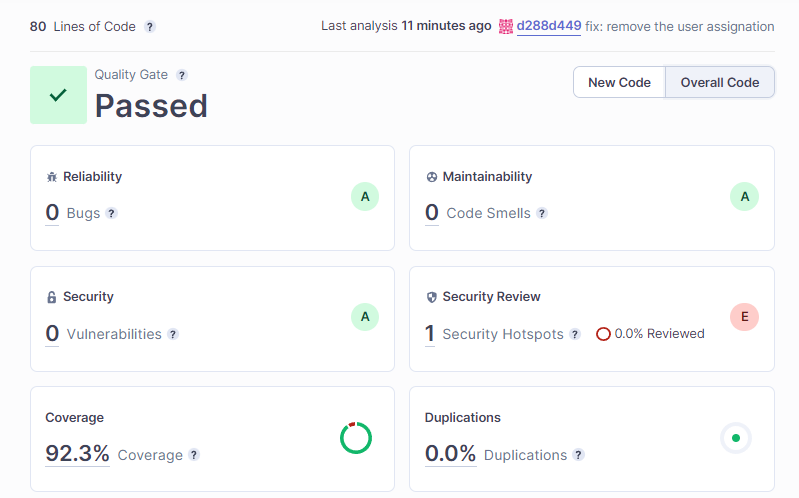 80 Lines of Code ?
Last analysis 11 minutes ago d288d449 fix: remove the user assignation
Quality Gate ?
Passed
New Code
Overall Code
Reliability
0 Bugs ?
A
Maintainability
0 Code Smells ?
A
Security
0 Vulnerabilities ?
A
Security Review
1 Security Hotspots ? 0.0% Reviewed
E
Coverage
92.3% Coverage ?
Duplications
0.0% Duplications ?